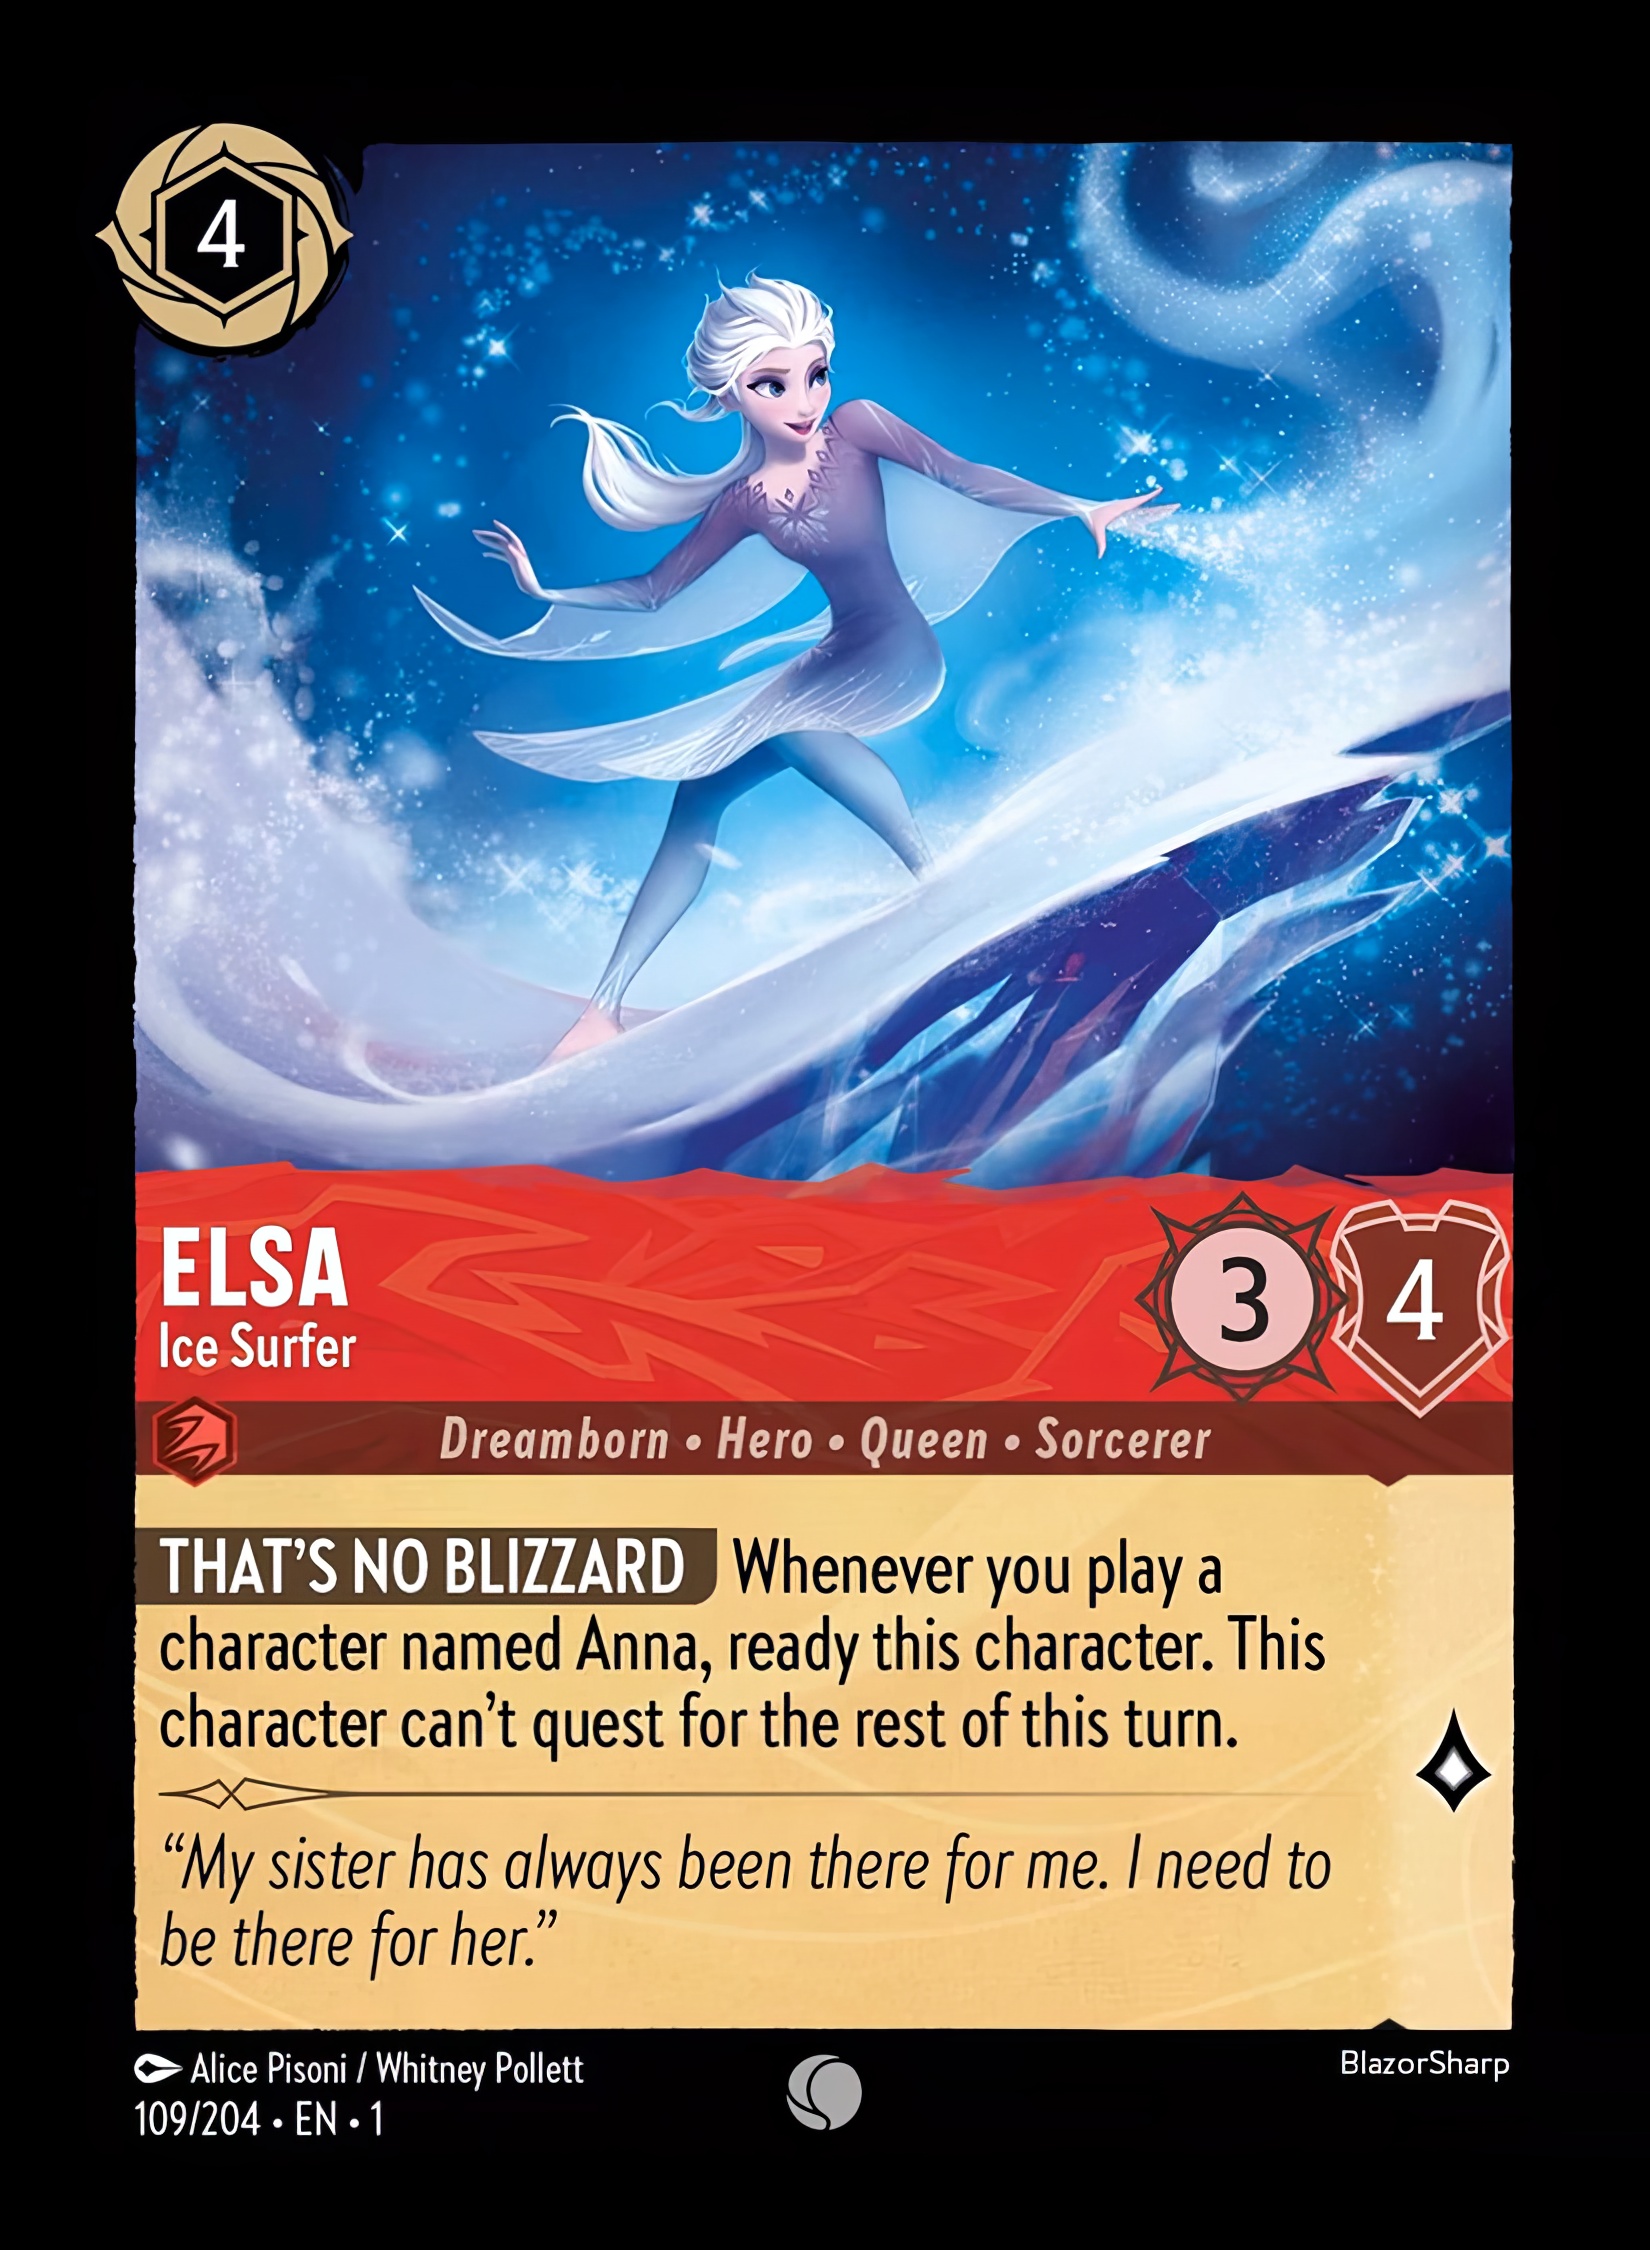 4
ELSA
Ice Surfer
3
4
Dreamborn • Hero • Queen • Sorcerer
THAT’S NO BLIZZARD Whenever you play a
character named Anna, ready this character. This
character can’t quest for the rest of this turn.
“My sister has always been there for me. I need to
be there for her.”
Alice Pisoni / Whitney Pollett
BlazorSharp
109/204 • EN • 1